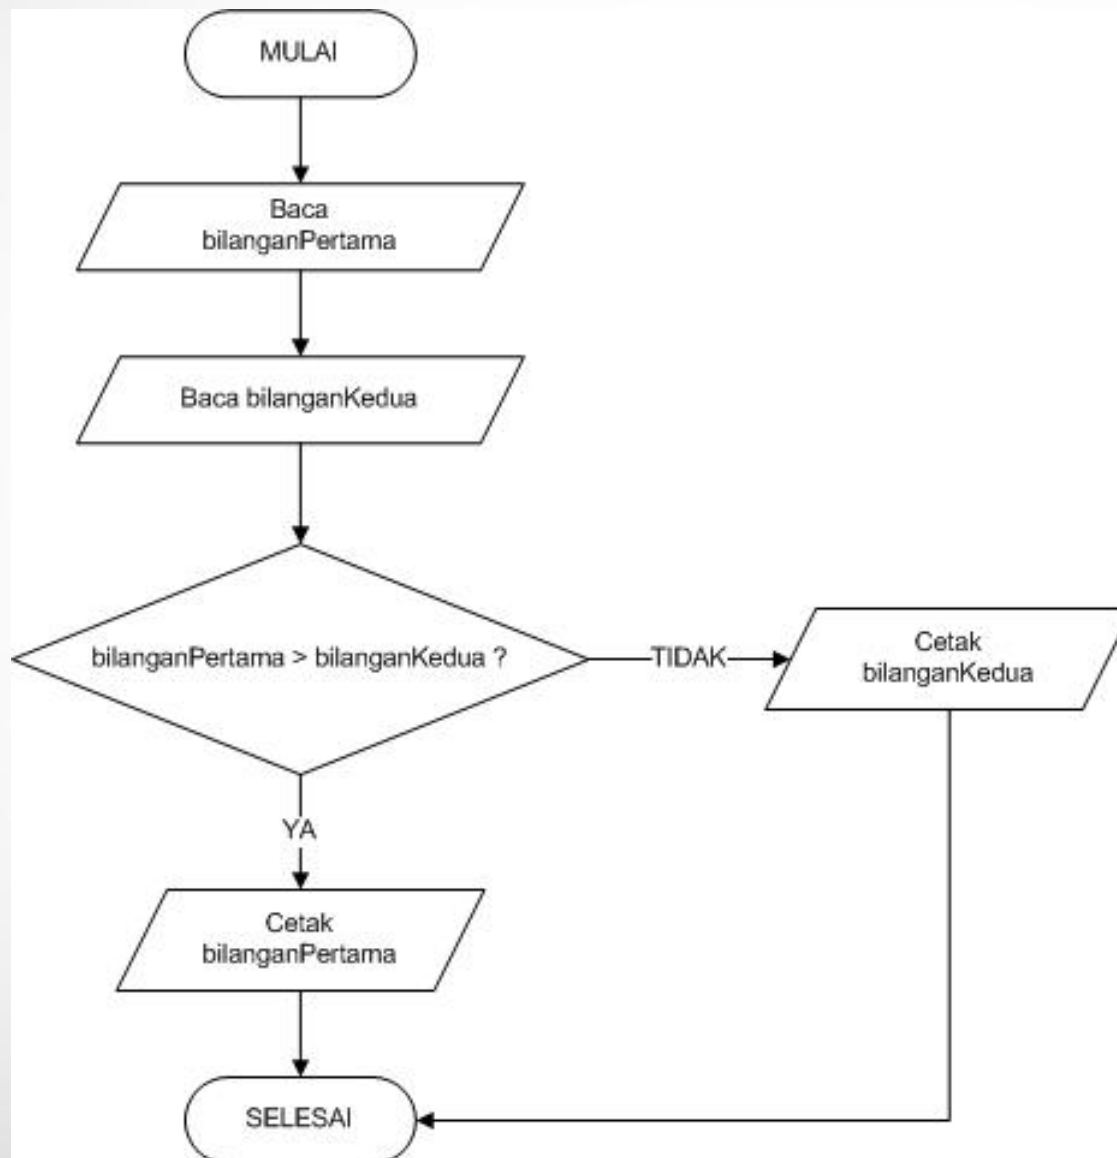 MULAI
Baca
bilanganPertama
Baca bilanganKedua
bilanganPertama > bilanganKedua ?
TIDAK
Cetak
bilanganKedua
YA
Cetak
bilanganPertama
SELESAI